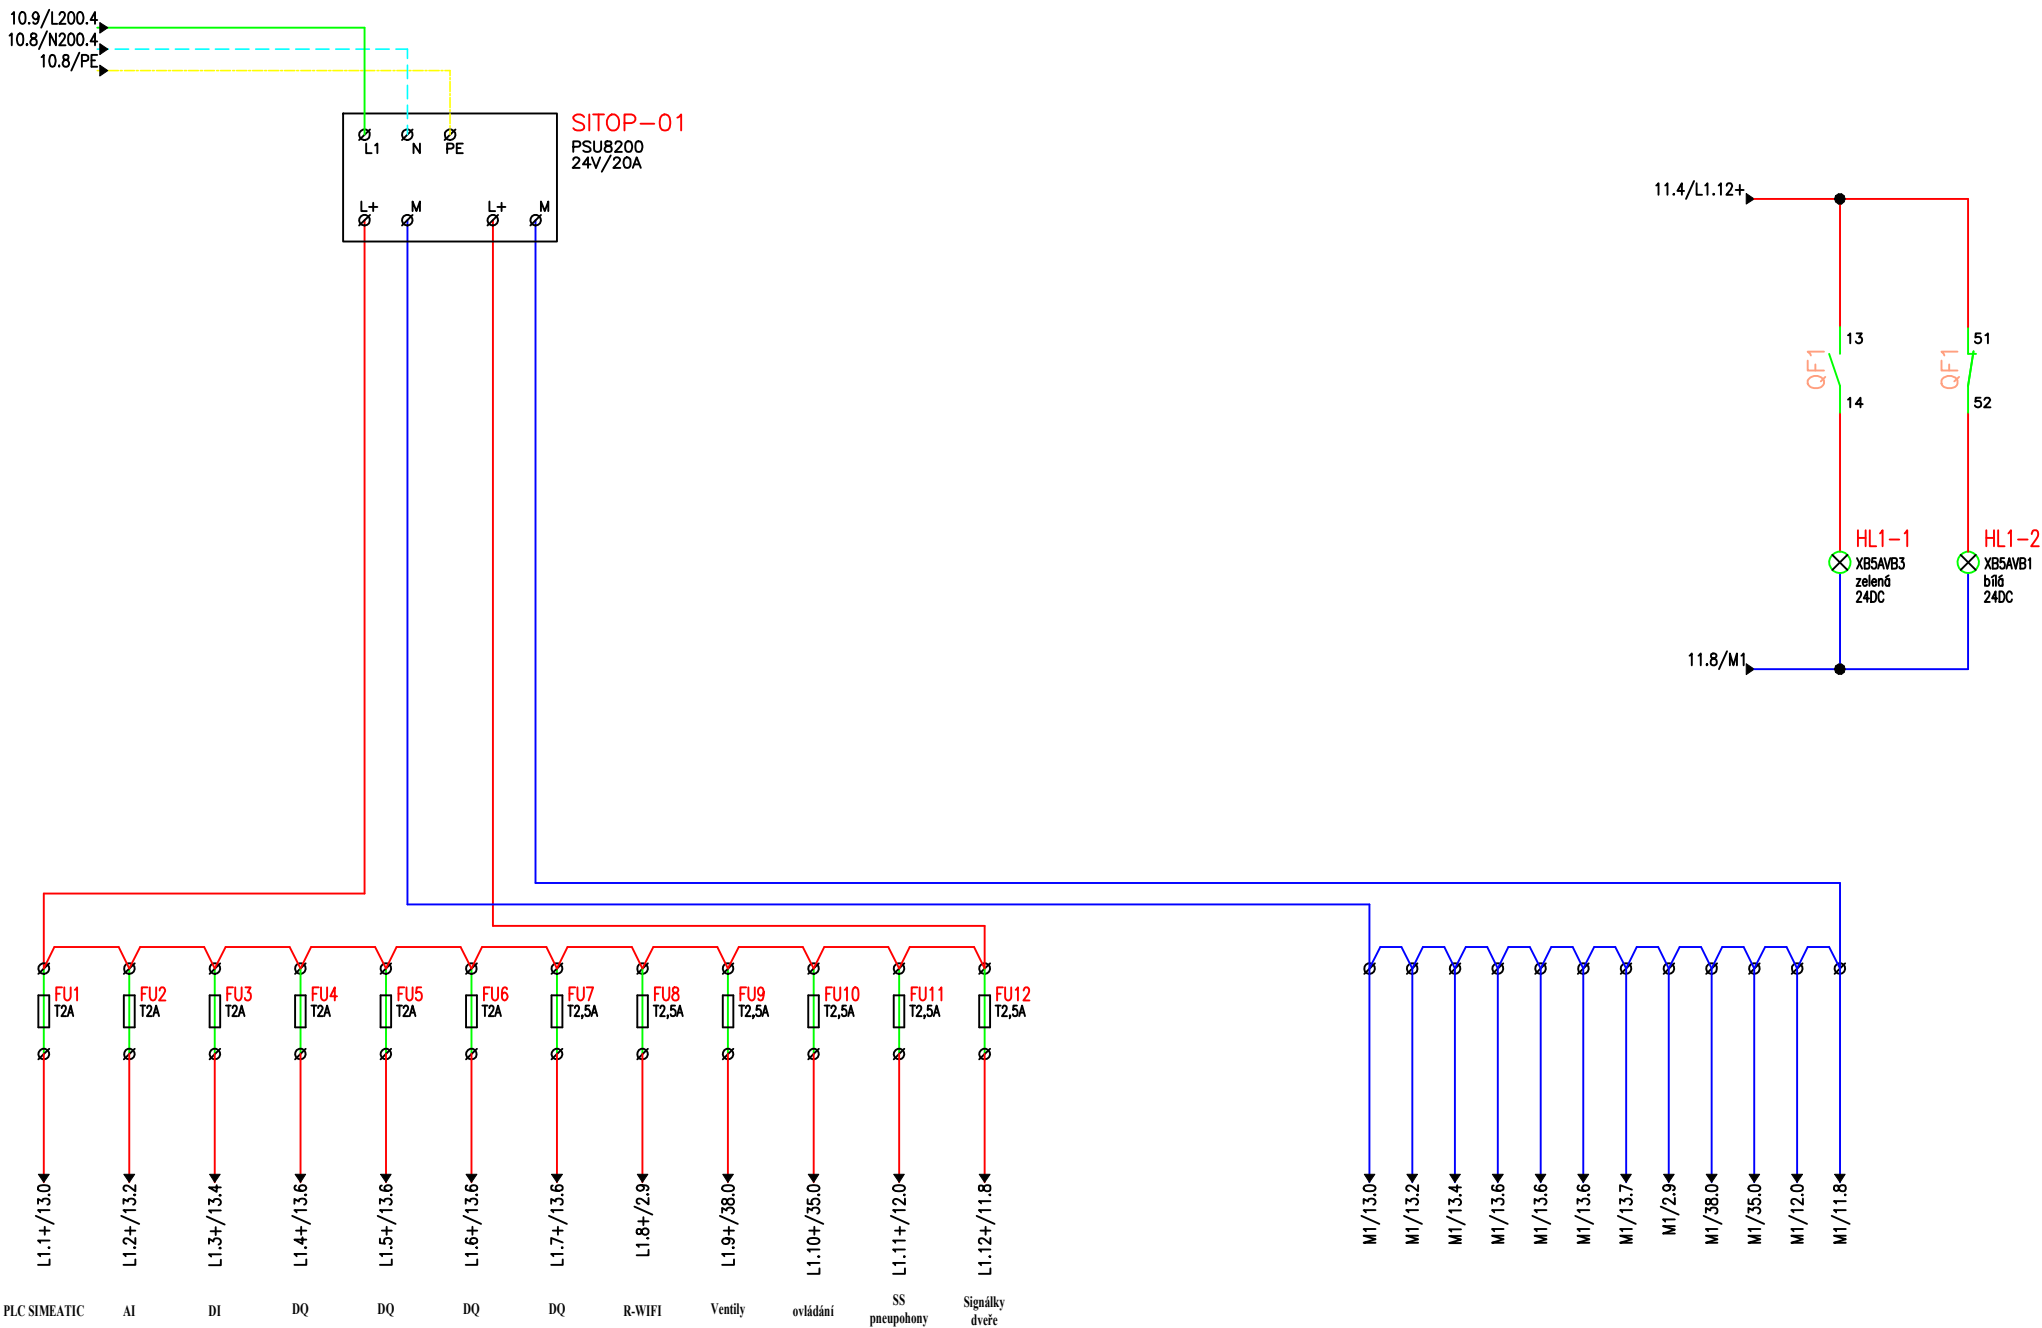 10.9/L200.4
10.8/N200.4
10.8/PE
SITOP-01
PSU8200
24V/20A
L1 N PE
L+ M L+ M
11.4/L1.12+
QF1 13 14
QF1 51 52
HL1-1
XB5AVB3
zelená
24DC
HL1-2
XB5AVB1
bílá
24DC
11.8/M1
FU1
T2A
FU2
T2A
FU3
T2A
FU4
T2A
FU5
T2A
FU6
T2A
FU7
T2,5A
FU8
T2,5A
FU9
T2,5A
FU10
T2,5A
FU11
T2,5A
FU12
T2,5A
L1.1+/13.0
L1.2+/13.2
L1.3+/13.4
L1.4+/13.6
L1.5+/13.6
L1.6+/13.6
L1.7+/13.6
L1.8+/2.9
L1.9+/38.0
L1.10+/35.0
L1.11+/12.0
L1.12+/11.8
M1/13.0
M1/13.2
M1/13.4
M1/13.6
M1/13.6
M1/13.6
M1/13.7
M1/2.9
M1/38.0
M1/35.0
M1/12.0
M1/11.8
PLC SIMEATIC
AI
DI
DQ
DQ
DQ
DQ
R-WIFI
Ventily
ovládání
SS
pneupohony
Signálky
dveře